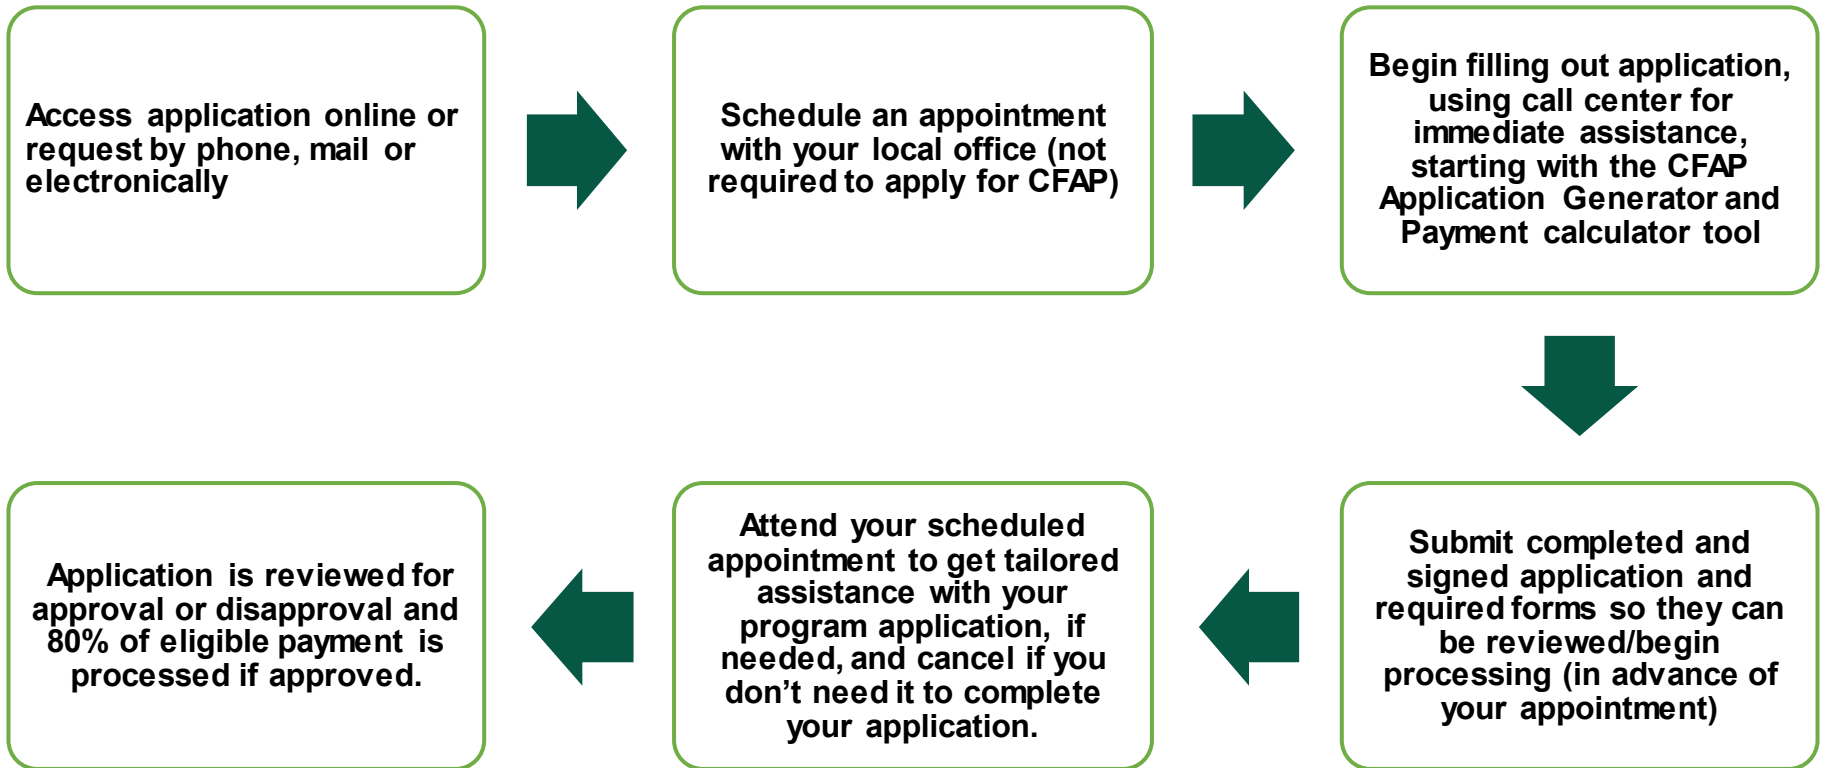 Access application online or
request by phone, mail or
electronically
Schedule an appointment
with your local office (not
required to apply for CFAP)
Begin filling out application,
using call center for
immediate assistance,
starting with the CFAP
Application Generator and
Payment calculator tool
Submit completed and
signed application and
required forms so they can
be reviewed/begin
processing (in advance of
your appointment)
Attend your scheduled
appointment to get tailored
assistance with your
program application, if
needed, and cancel if you
don’t need it to complete
your application.
Application is reviewed for
approval or disapproval and
80% of eligible payment is
processed if approved.